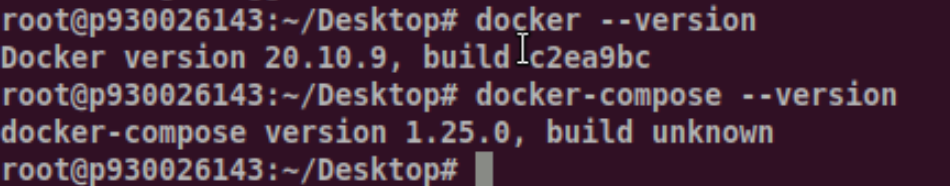 root@p930026143:~/Desktop# docker --version
Docker version 20.10.9, build c2ea9bc
root@p930026143:~/Desktop# docker-compose --version
docker-compose version 1.25.0, build unknown
root@p930026143:~/Desktop#